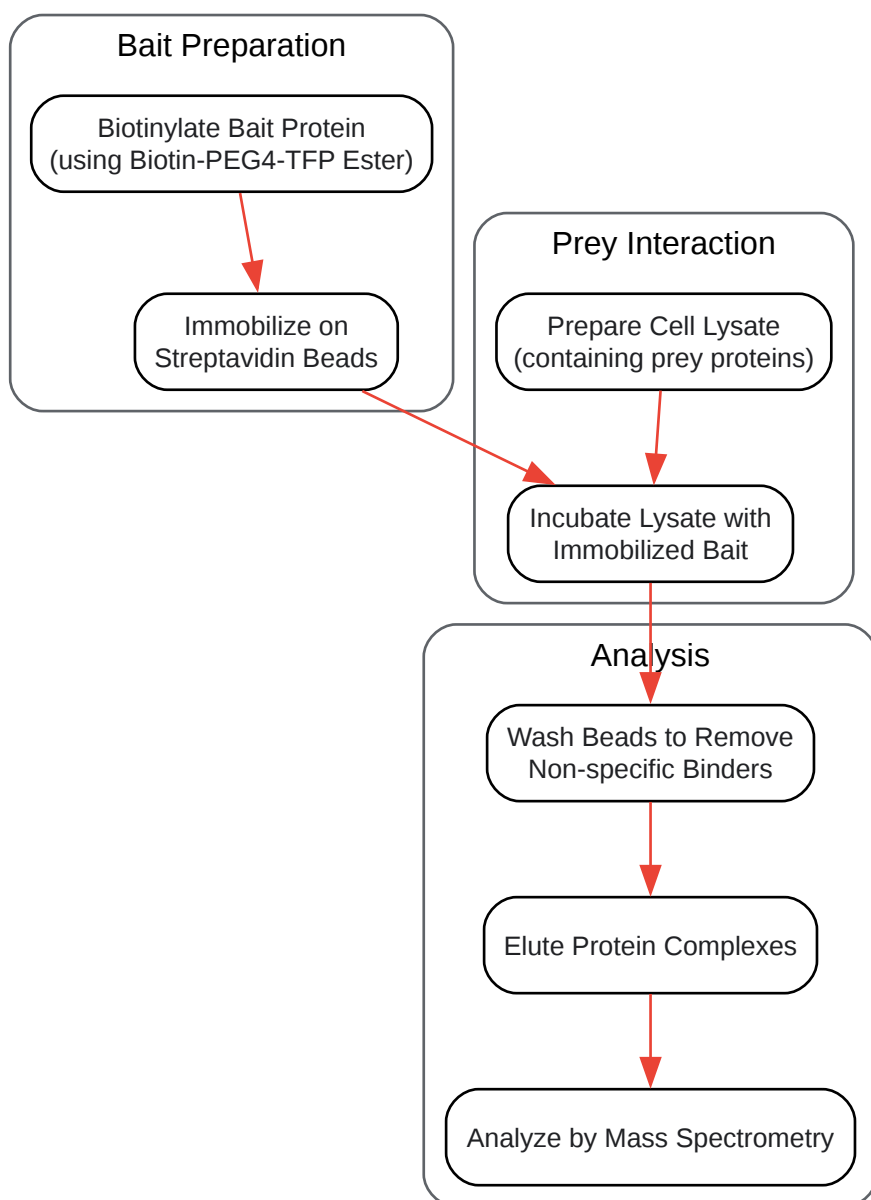 Bait Preparation
Biotinylate Bait Protein
(using Biotin-PEG4-TFP Ester)
Immobilize on
Streptavidin Beads
Prey Interaction
Prepare Cell Lysate
(containing prey proteins)
Incubate Lysate with
Immobilized Bait
Analysis
Wash Beads to Remove
Non-specific Binders
Elute Protein Complexes
Analyze by Mass Spectrometry